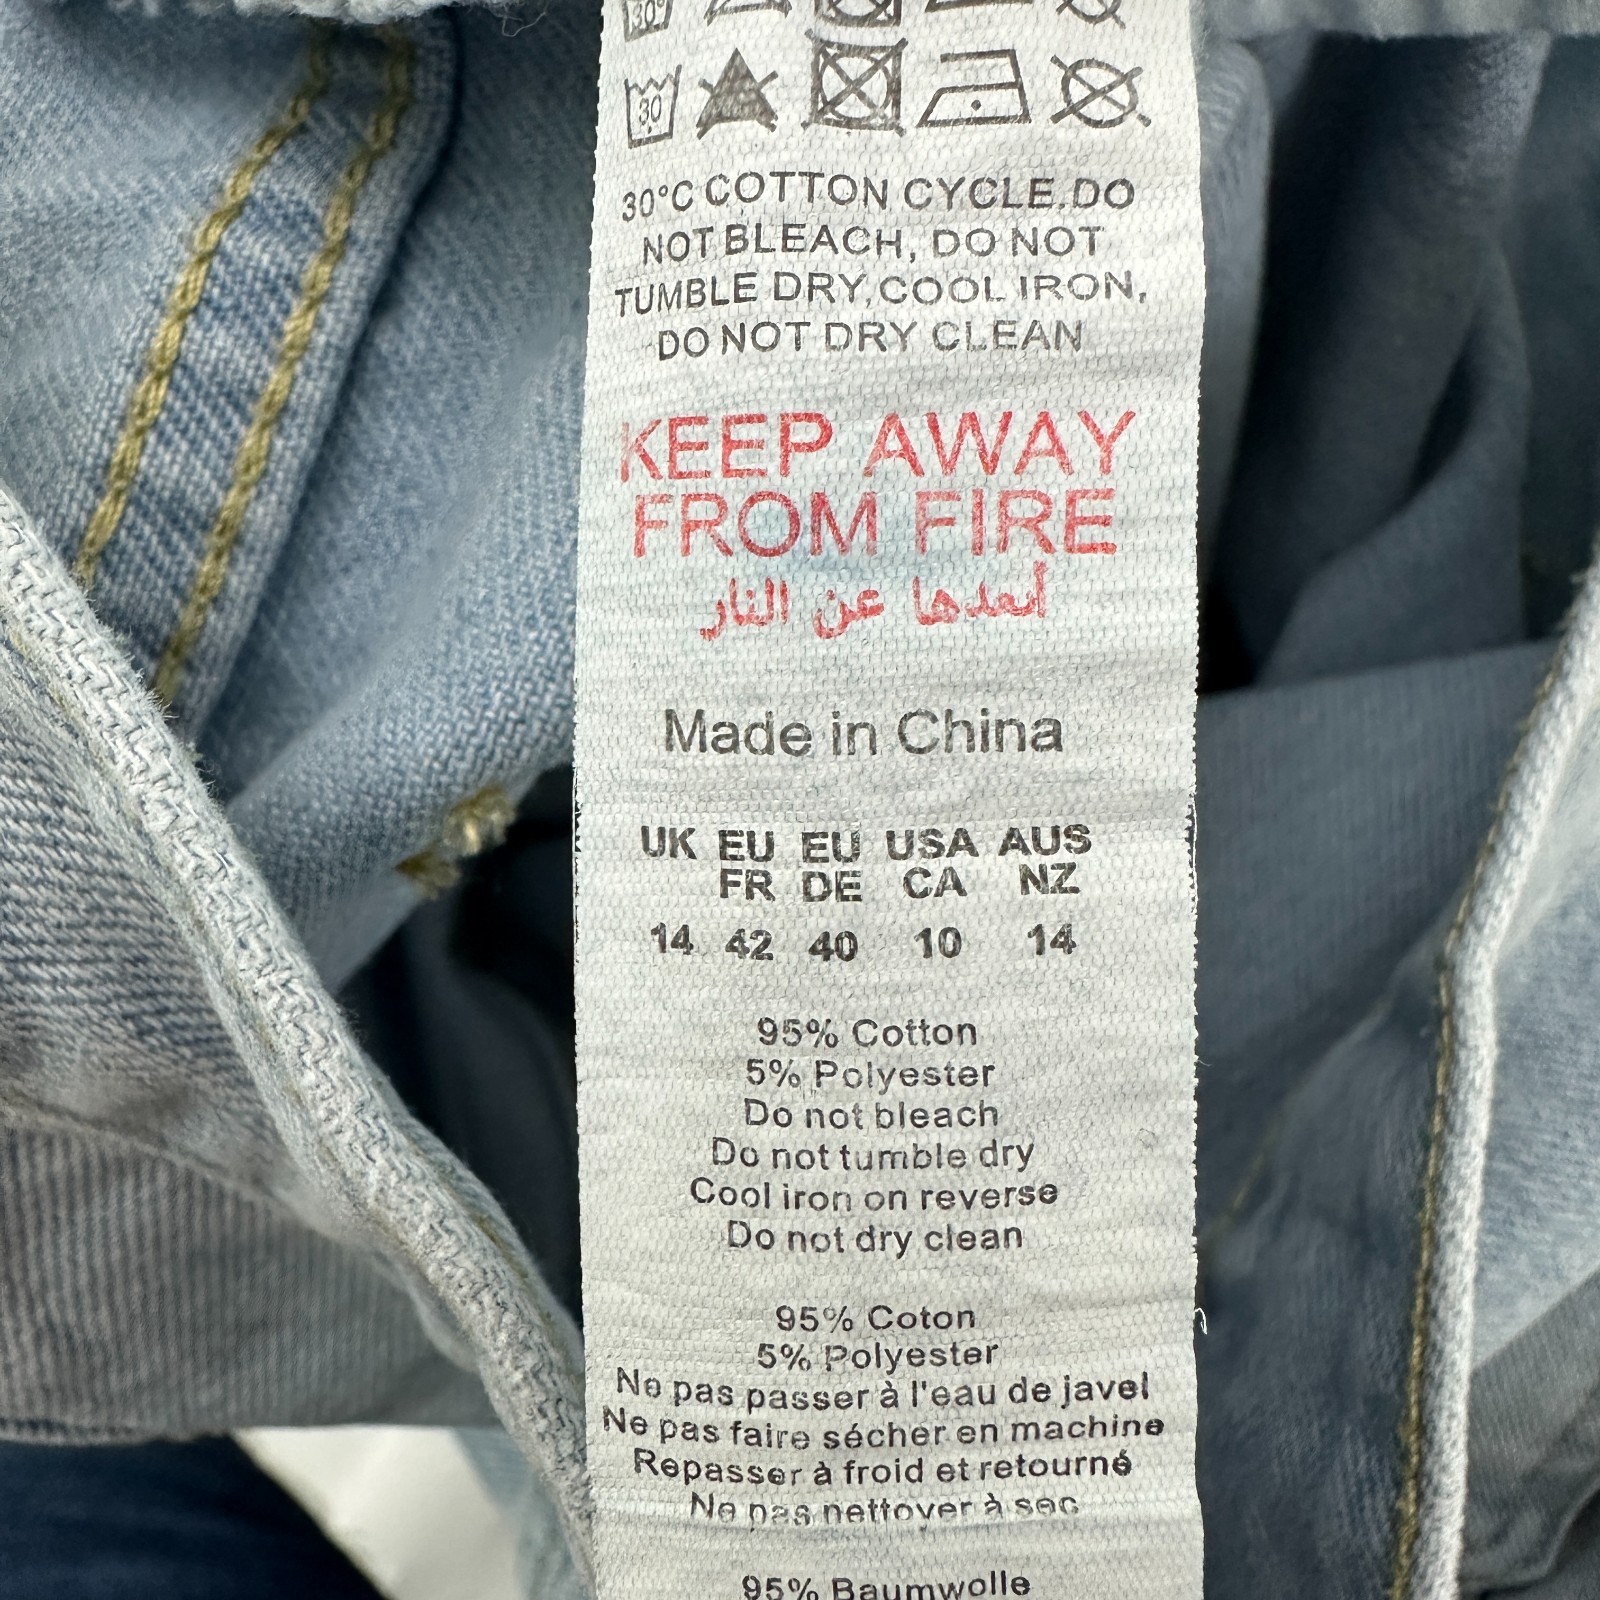 30°
30
30°C COTTON CYCLE.DO
NOT BLEACH, DO NOT
TUMBLE DRY,COOL IRON,
DO NOT DRY CLEAN
KEEP AWAY
FROM FIRE
أبعدها عن النار
Made in China
UK EU EU USA AUS
FR DE CA NZ
14 42 40 10 14
95% Cotton
5% Polyester
Do not bleach
Do not tumble dry
Cool iron on reverse
Do not dry clean
95% Coton
5% Polyester
Ne pas passer à l'eau de javel
Ne pas faire sécher en machine
Repasser à froid et retourné
Ne pas nettoyer à sec
95% Baumwolle